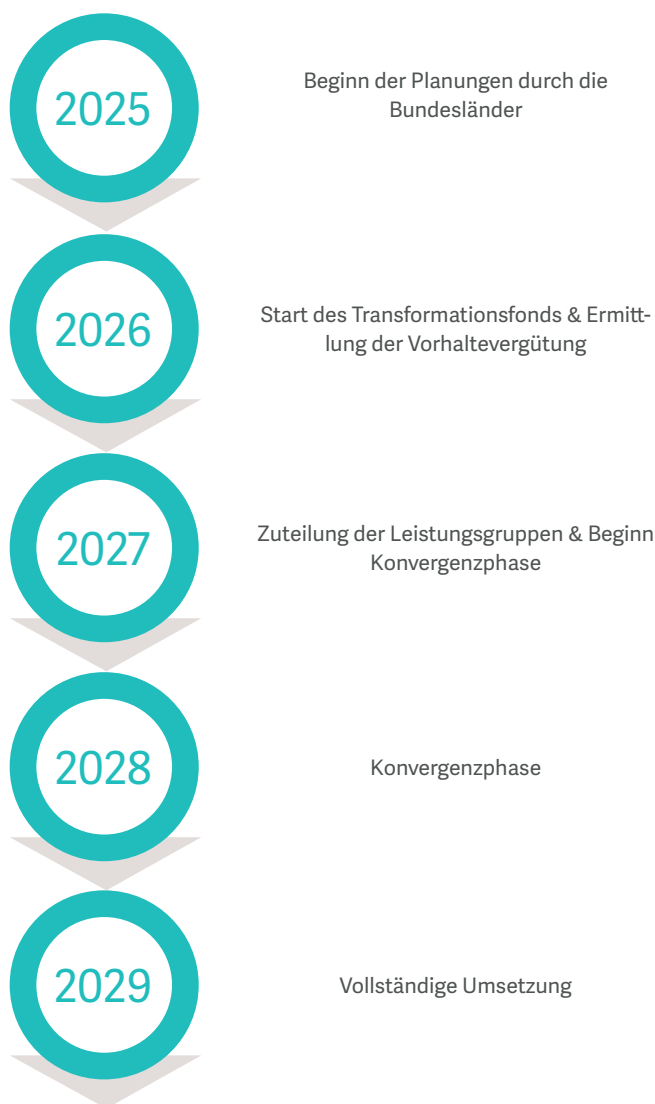 2025
Beginn der Planungen durch die
Bundesländer
2026
Start des Transformationsfonds & Ermitt-
lung der Vorhaltevergütung
2027
Zuteilung der Leistungsgruppen & Beginn
Konvergenzphase
2028
Konvergenzphase
2029
Vollständige Umsetzung